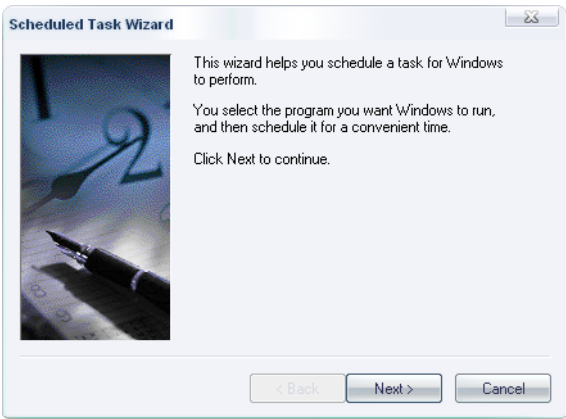 Scheduled Task Wizard
This wizard helps you schedule a task for Windows
to perform.
You select the program you want Windows to run,
and then schedule it for a convenient time.
Click Next to continue.
2
< Back
Next >
Cancel